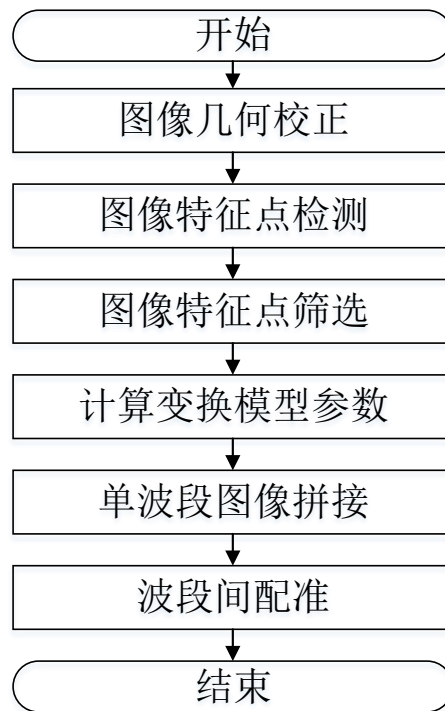 开始
图像几何校正
图像特征点检测
图像特征点筛选
计算变换模型参数
单波段图像拼接
波段间配准
结束